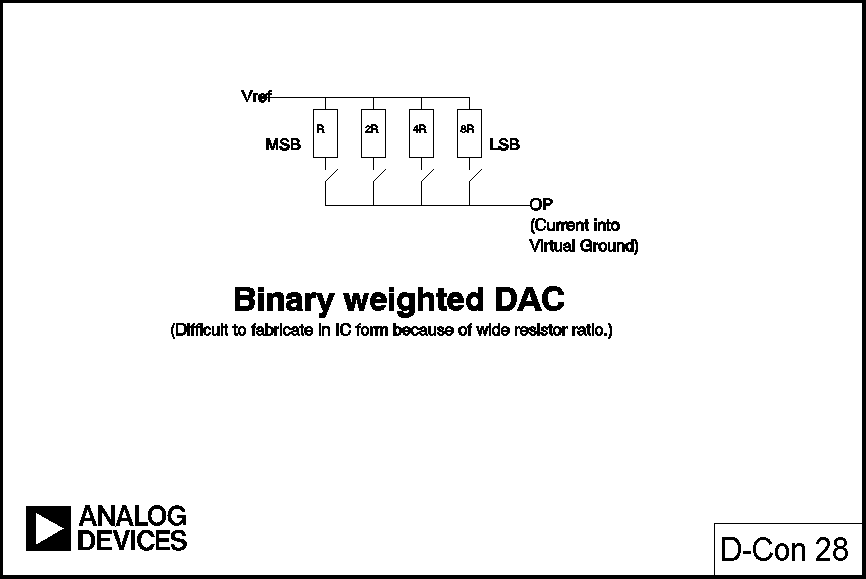 Vref
R 2R 4R 8R
MSB LSB
OP
(Current into
Virtual Ground)
Binary weighted DAC
(Difficult to fabricate in IC form because of wide resistor ratio.)
ANALOG
DEVICES
D-Con 28